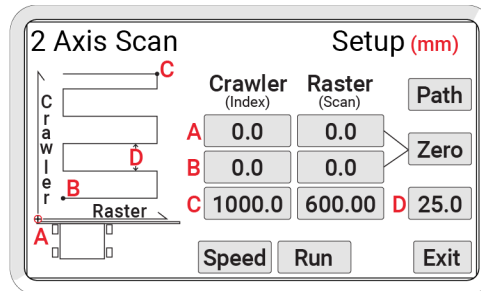 2 Axis Scan
Setup (mm)
C
Crawler
D
B
Raster
A
Crawler Raster
(Index) (Scan)
Path
A 0.0 0.0
Zero
B 0.0 0.0
C 1000.0 600.00 D 25.0
Speed Run Exit